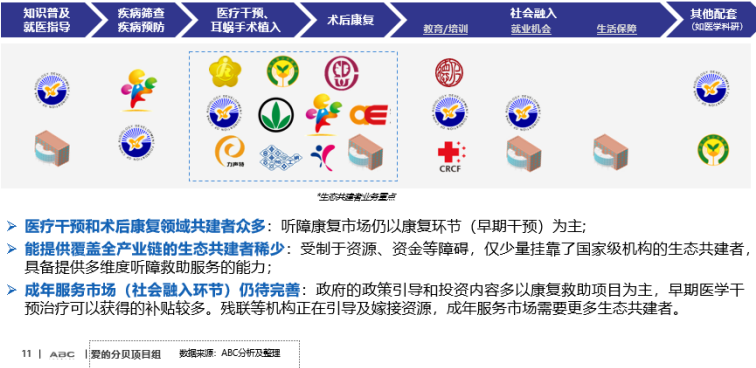 知识普及
就医指导
疾病筛查
疾病预防
医疗干预、
耳蜗手术植入
术后康复
社会融入
教育/培训
就业机会
生活保障
其他配套
(如医学科研)
力声特
CRCF
*生态共建者业务重点
➢ 医疗干预和术后康复领域共建者众多：听障康复市场仍以康复环节（早期干预）为主;
➢ 能提供覆盖全产业链的生态共建者稀少：受制于资源、资金等障碍，仅少量挂靠了国家级机构的生态共建者，
具备提供多维度听障救助服务的能力;
➢ 成年服务市场（社会融入环节）仍待完善：政府的政策引导和投资内容多以康复救助项目为主，早期医学干
预治疗可以获得的补贴较多。残联等机构正在引导及嫁接资源，成年服务市场需要更多生态共建者。
11 | ABC | 爱的分贝项目组 数据来源：ABC分析及整理